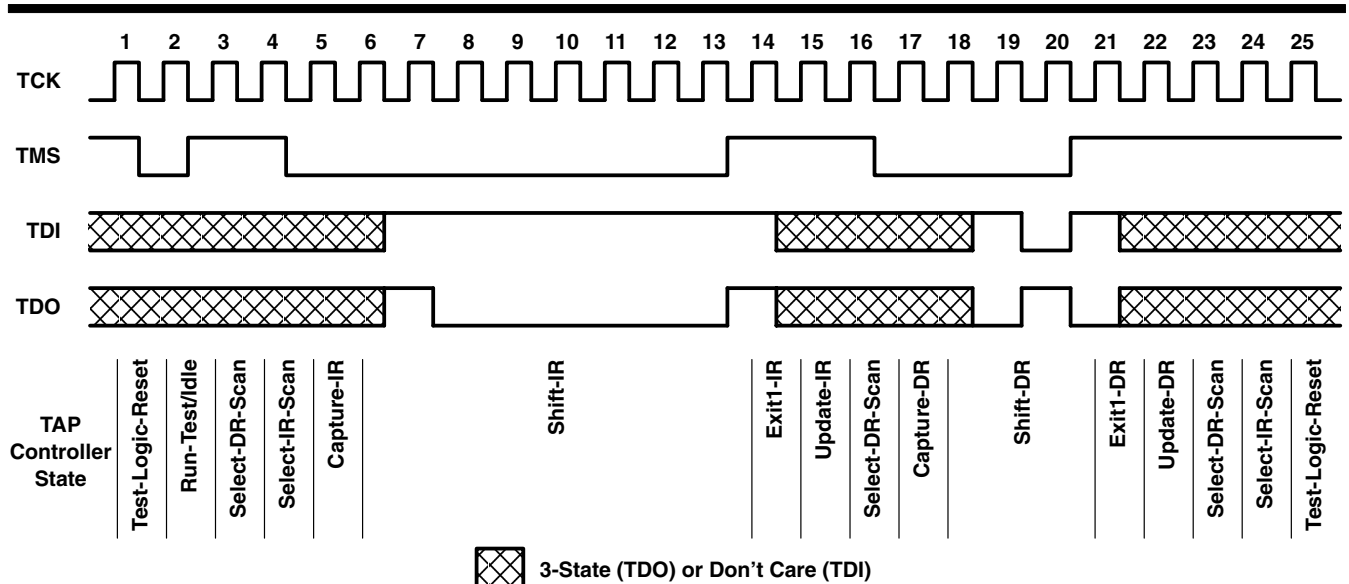 1 2 3 4 5 6 7 8 9 10 11 12 13 14 15 16 17 18 19 20 21 22 23 24 25
TCK
TMS
TDI
TDO
TAP
Controller
State
Test-Logic-Reset
Run-Test/Idle
Select-DR-Scan
Select-IR-Scan
Capture-IR
Shift-IR
Exit1-IR
Update-IR
Select-DR-Scan
Capture-DR
Shift-DR
Exit1-DR
Update-DR
Select-DR-Scan
Select-IR-Scan
Test-Logic-Reset
3-State (TDO) or Don't Care (TDI)